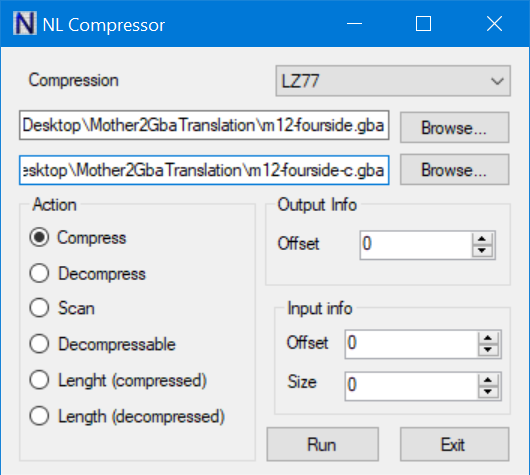 NL Compressor
Compression
LZ77
Desktop\Mother2GbaTranslation\m12-fourside.gba
Browse...
esktop\Mother2GbaTranslation\m12-fourside-c.gba
Browse...
Action
Compress
Decompress
Scan
Decompressable
Lenght (compressed)
Length (decompressed)
Output Info
Offset
0
Input info
Offset
0
Size
0
Run
Exit